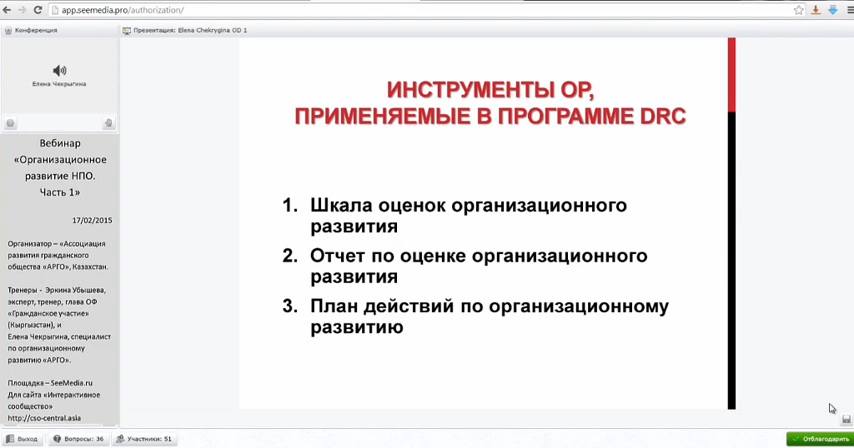 app.seemedia.pro/authorization/
Конференция
Презентация: Elena Chekrygina OD 1
Елена Чекрыгина
Вебинар
«Организационное
развитие НПО.
Часть 1»
17/02/2015
Организатор – «Ассоциация
развития гражданского
общества «АРГО», Казахстан.
Тренеры - Эркина Убышева,
эксперт, тренер, глава ОФ
«Гражданское участие»
(Кыргызстан), и
Елена Чекрыгина, специалист
по организационному
развитию «АРГО».
Площадка – SeeMedia.ru
Для сайта «Интерактивное
сообщество»
http://cso-central.asia
ИНСТРУМЕНТЫ ОР,
ПРИМЕНЯЕМЫЕ В ПРОГРАММЕ DRC
1. Шкала оценок организационного
развития
2. Отчет по оценке организационного
развития
3. План действий по организационному
развитию
Выход
Вопросы: 36
Участники: 51
Отблагодарить